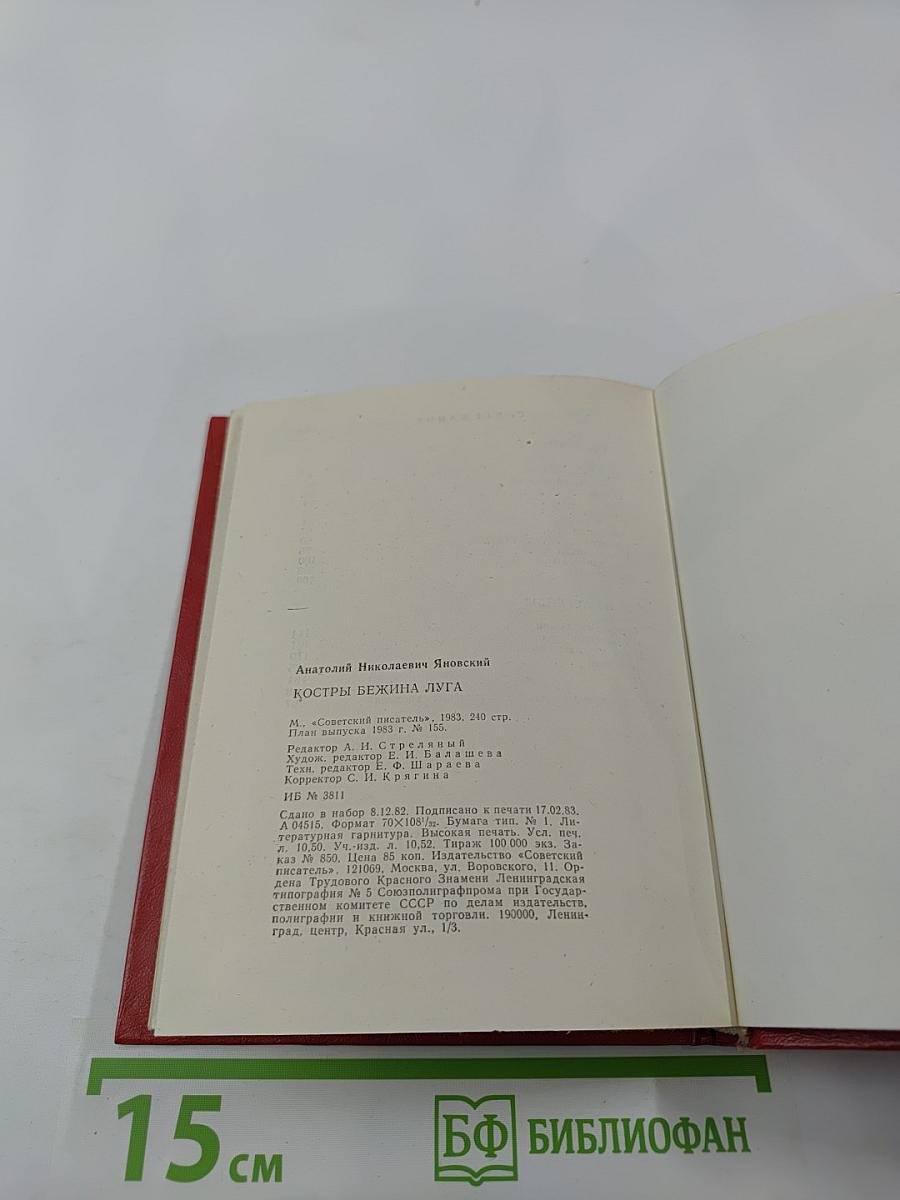 Анатолий Николаевич Яновский
КОСТРЫ БЕЖИНА ЛУГА
М., «Советский писатель», 1983, 240 стр.
План выпуска 1983 г. № 155.
Редактор А. И. Стреляный
Худож. редактор Е. И. Балашева
Техн. редактор Е. Ф. Шараева
Корректор С. И. Крягина
ИБ № 3811
Сдано в набор 8.12.82. Подписано к печати 17.02.83.
А 04515. Формат 70×108¹/₃₂. Бумага тип. № 1. Ли-
тературная гарнитура. Высокая печать. Усл. печ.
л. 10,50. Уч.-изд. л. 10,52. Тираж 100 000 экз. За-
каз № 850. Цена 85 коп. Издательство «Советский
писатель». 121069, Москва, ул. Воровского, 11. Ор-
дена Трудового Красного Знамени Ленинградская
типография № 5 Союзполиграфпрома при Государ-
ственном комитете СССР по делам издательств,
полиграфии и книжной торговли. 190000, Ленин-
град, центр, Красная ул., 1/3.
15 см
БФ БИБЛИОФАН